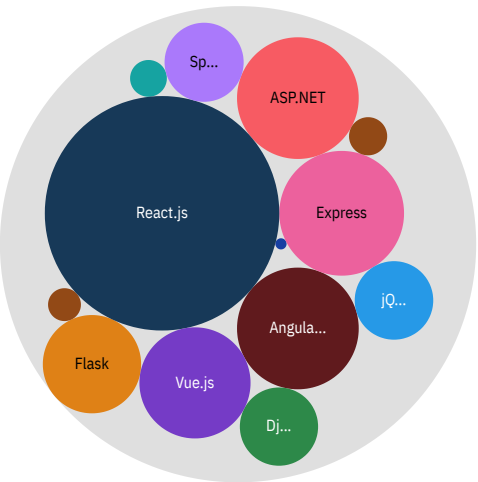 Sp...
ASP.NET
React.js
Express
jQ...
Angula...
Flask
Vue.js
Dj...